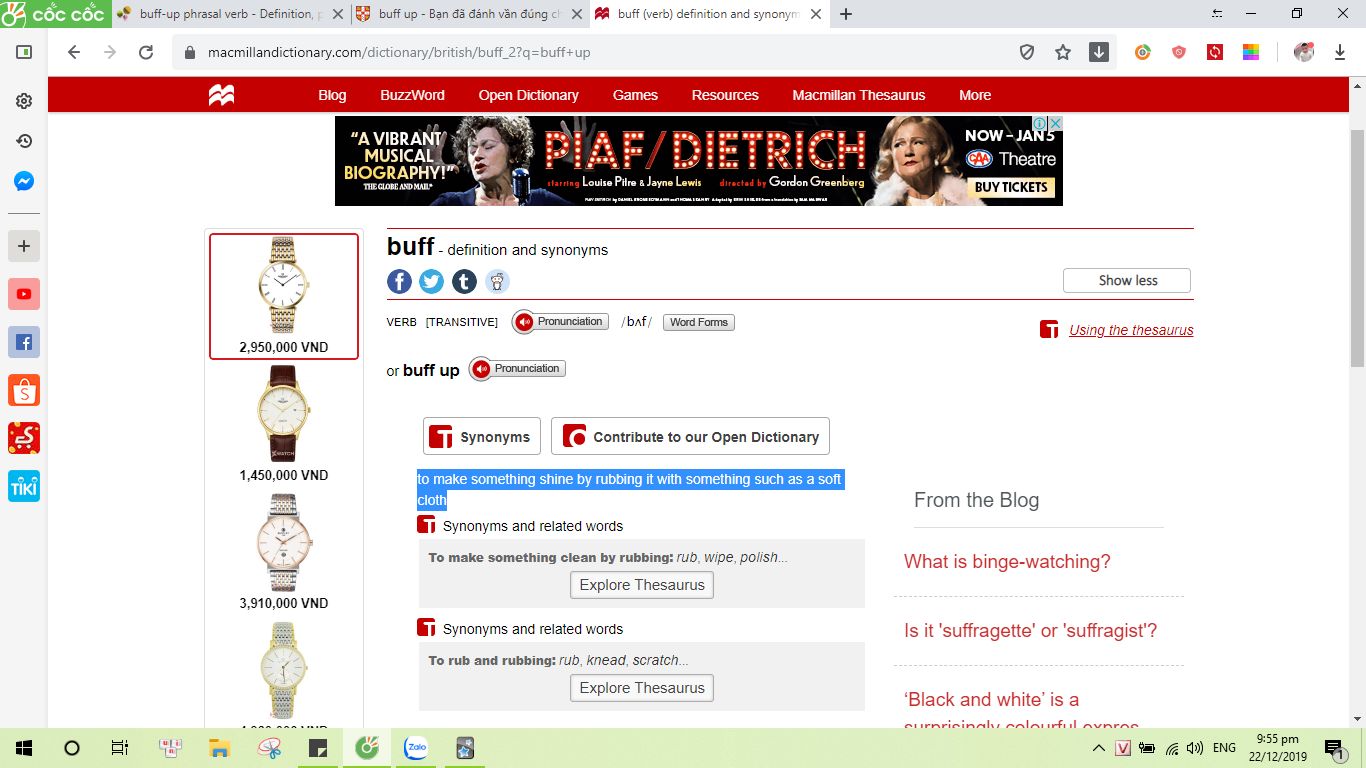 cốc cốc
buff-up phrasal verb - Definition, p
buff up - Bạn đã đánh vần đúng ch
buff (verb) definition and synonym
macmillandictionary.com/dictionary/british/buff_2?q=buff+up
Blog
BuzzWord
Open Dictionary
Games
Resources
Macmillan Thesaurus
More
“A VIBRANT
MUSICAL
BIOGRAPHY!”
THE GLOBE AND MAIL*
PIAF/DIETRICH
starring Louise Pitre & Jayne Lewis directed by Gordon Greenberg
NOW – JAN 5
CAA Theatre
BUY TICKETS
2,950,000 VND
1,450,000 VND
3,910,000 VND
buff - definition and synonyms
Show less
VERB [TRANSITIVE] Pronunciation /bʌf/ Word Forms
Using the thesaurus
or buff up Pronunciation
Synonyms
Contribute to our Open Dictionary
to make something shine by rubbing it with something such as a soft
cloth
Synonyms and related words
To make something clean by rubbing: rub, wipe, polish...
Explore Thesaurus
Synonyms and related words
To rub and rubbing: rub, knead, scratch...
Explore Thesaurus
From the Blog
What is binge-watching?
Is it 'suffragette' or 'suffragist'?
‘Black and white’ is a
surprisingly colourful expres
TIKI
Zalo
ENG
9:55 pm
22/12/2019
1